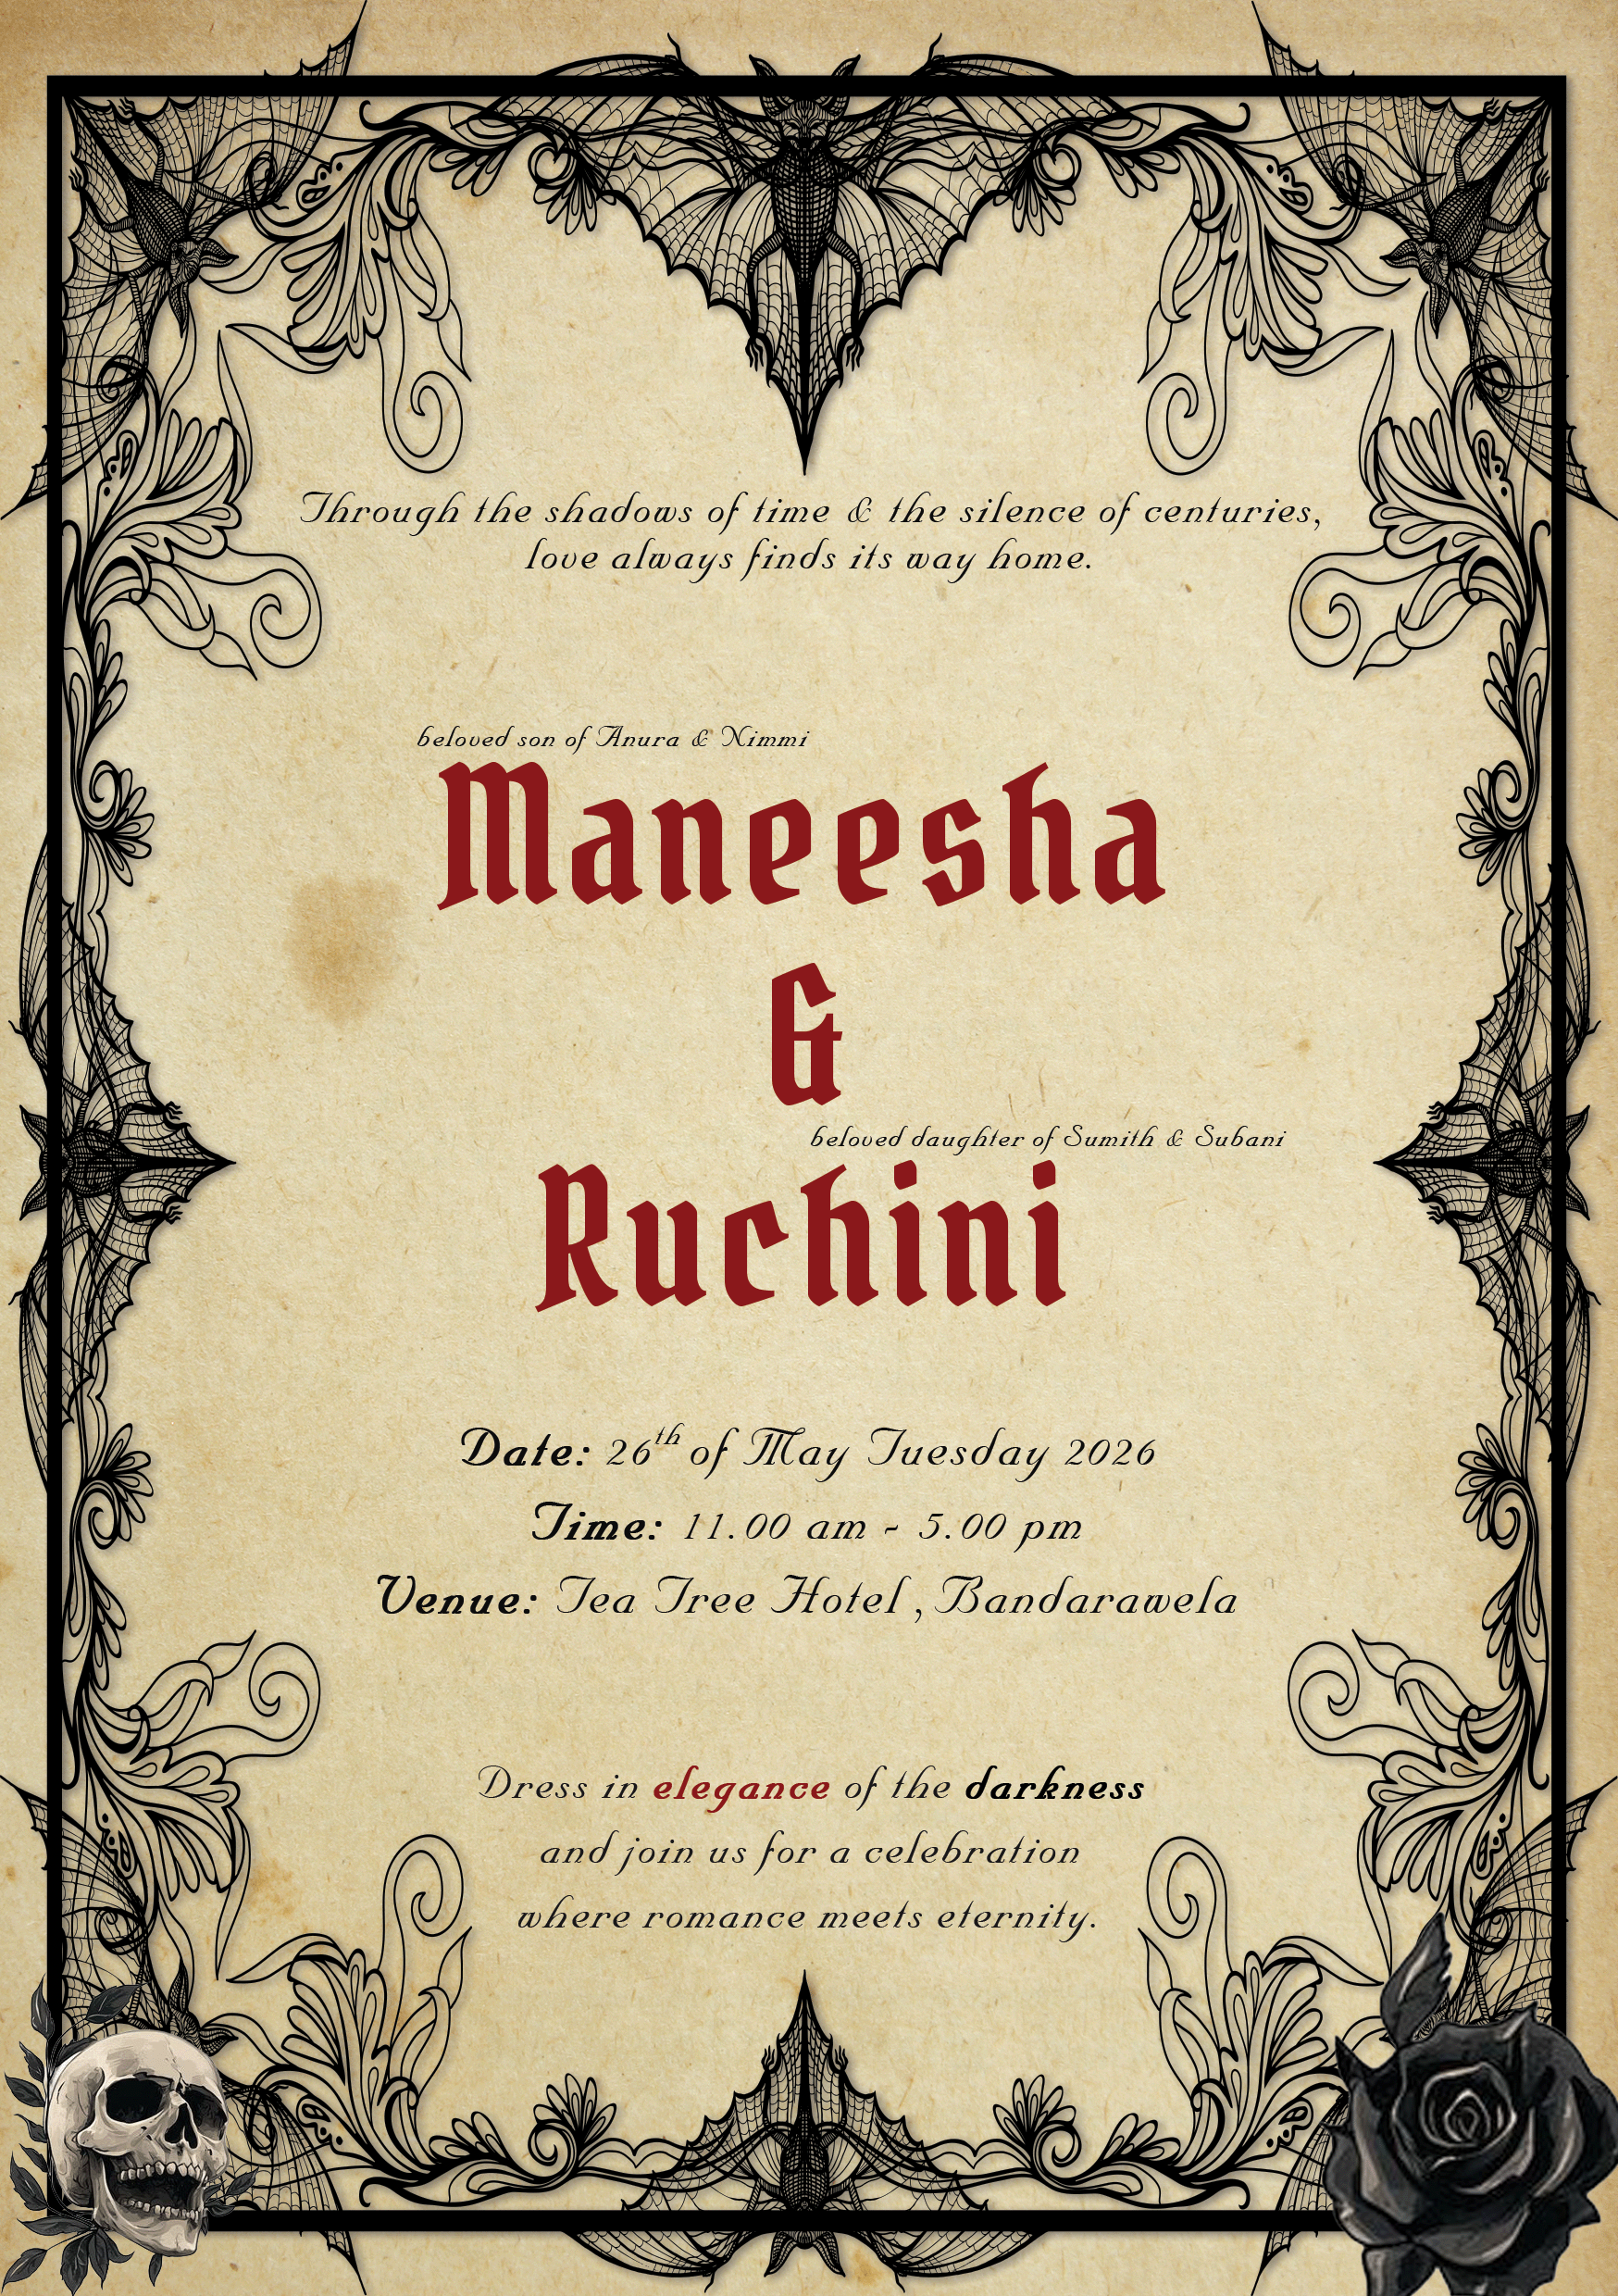 Through the shadows of time & the silence of centuries,
love always finds its way home.
beloved son of Anura & Nimmi
Maneesha
&
beloved daughter of Sumith & Subani
Ruchini
Date: 26th of May Tuesday 2026
Time: 11.00 am - 5.00 pm
Venue: Tea Tree Hotel , Bandarawela
Dress in elegance of the darkness
and join us for a celebration
where romance meets eternity.